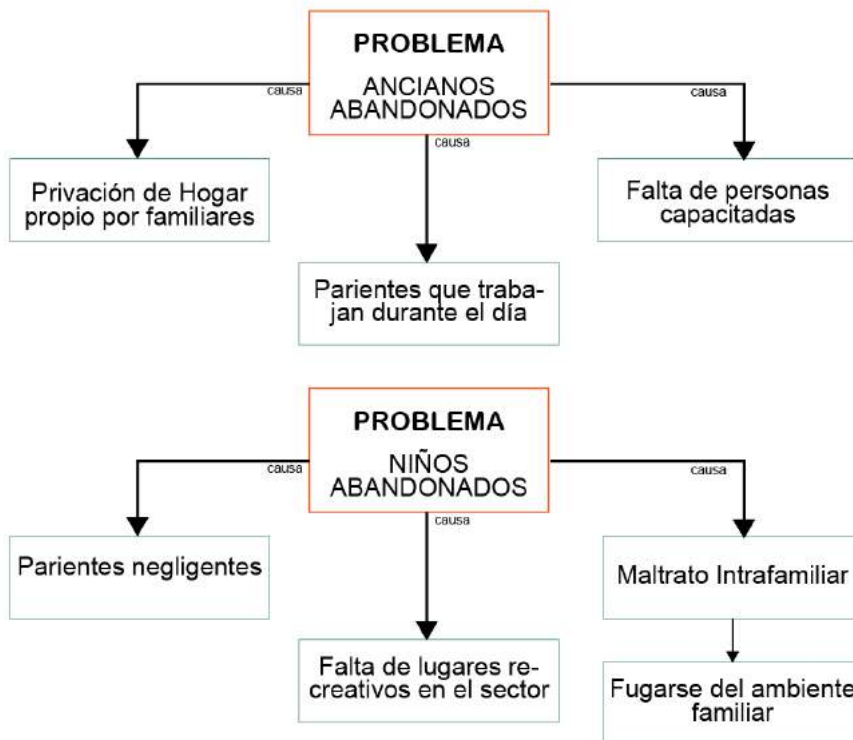 PROBLEMA
ANCIANOS
ABANDONADOS
causa
causa
causa
Privación de Hogar
propio por familiares
Falta de personas
capacitadas
Parientes que traba-
jan durante el día
PROBLEMA
NIÑOS
ABANDONADOS
causa
causa
causa
Parientes negligentes
Maltrato Intrafamiliar
Falta de lugares re-
creativos en el sector
Fugarse del ambiente
familiar